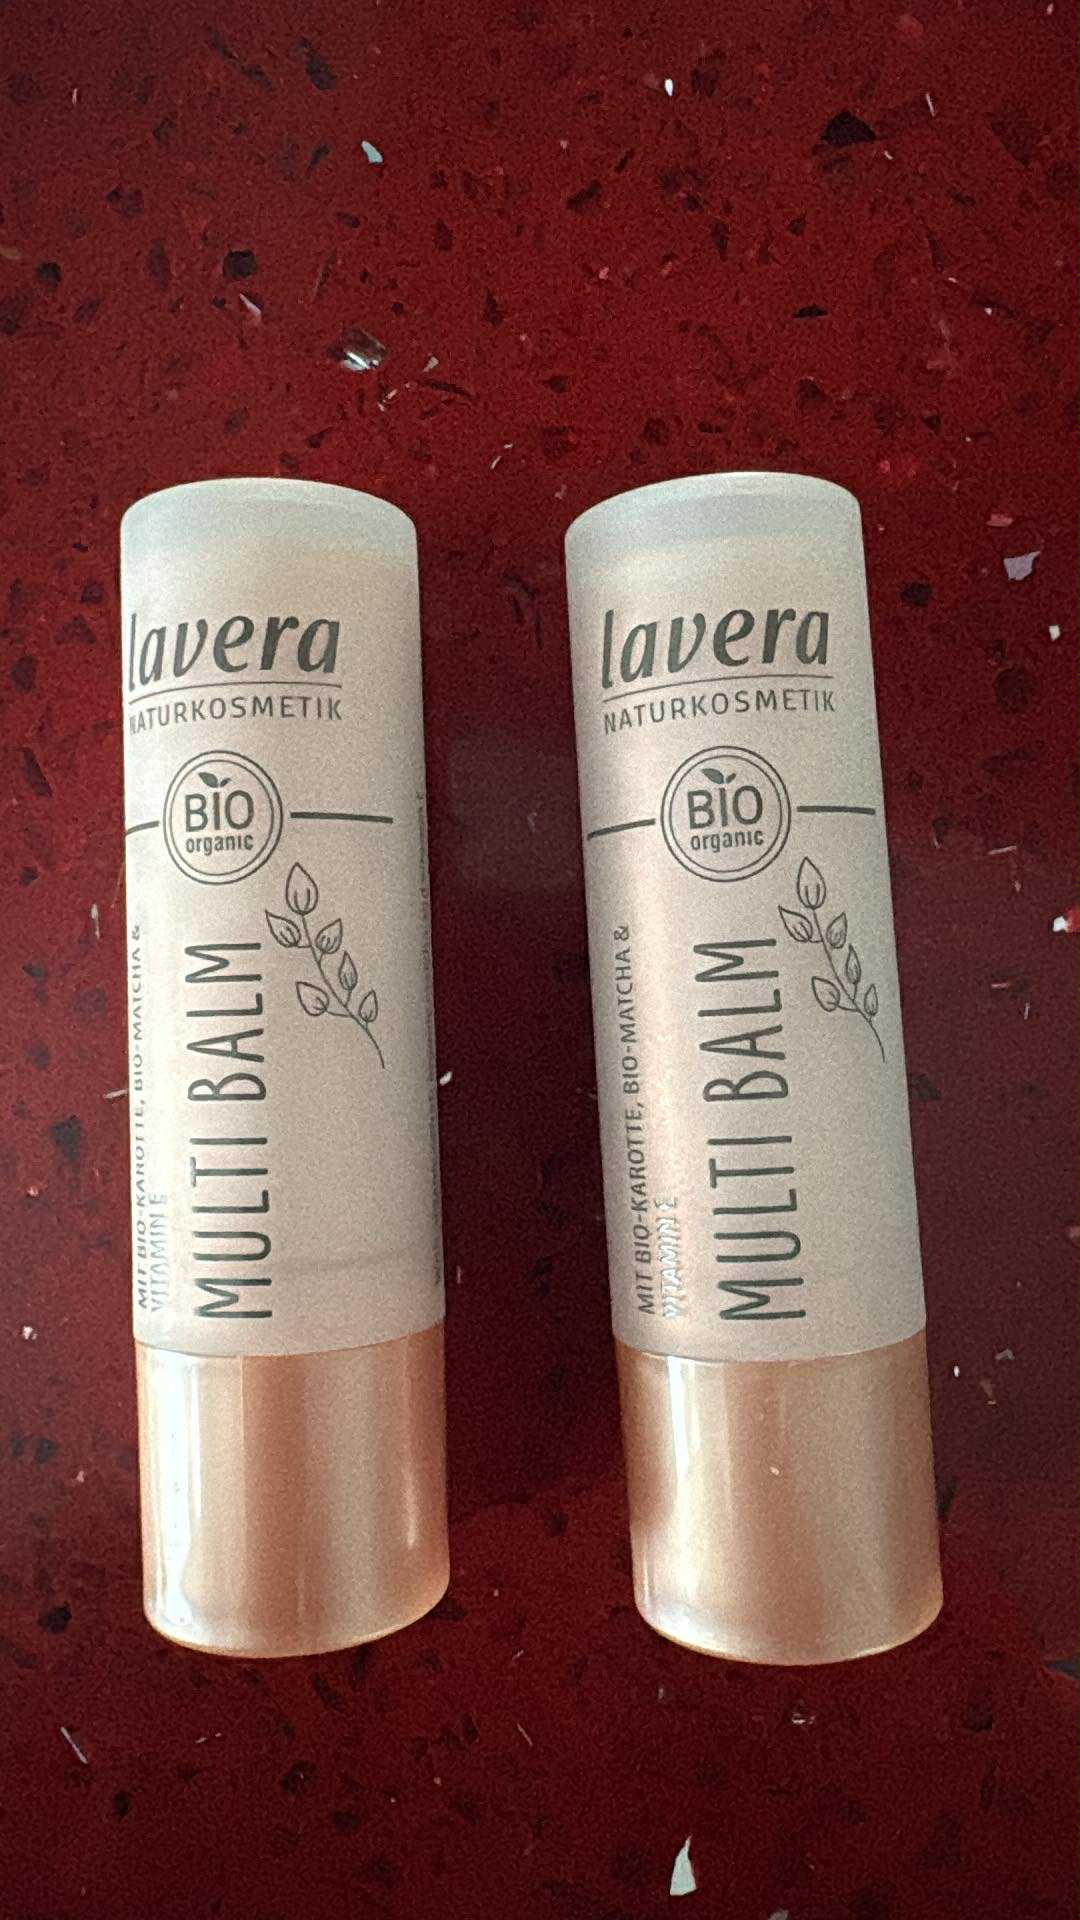 lavera
NATURKOSMETIK
BIO
organic
MIT BIO-KAROTTE, BIO-MATCHA &
VITAMIN E
MULTI BALM
lavera
NATURKOSMETIK
BIO
organic
MIT BIO-KAROTTE, BIO-MATCHA &
VITAMIN E
MULTI BALM